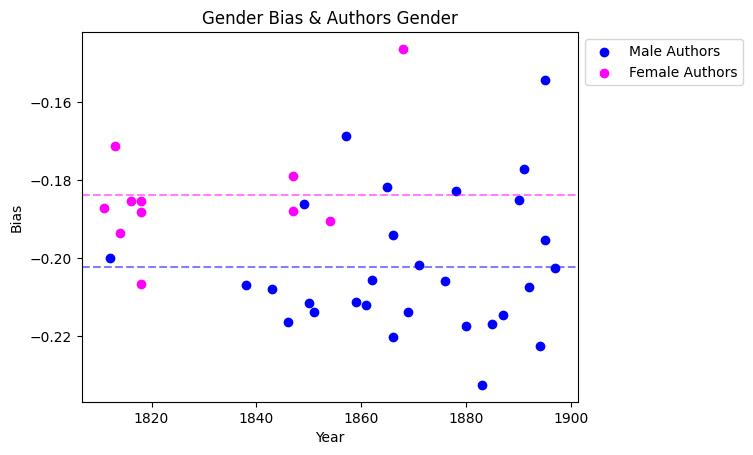 Gender Bias & Authors Gender
Male Authors
Female Authors
−0.16
−0.18
−0.20
−0.22
Bias
1820
1840
1860
1880
1900
Year